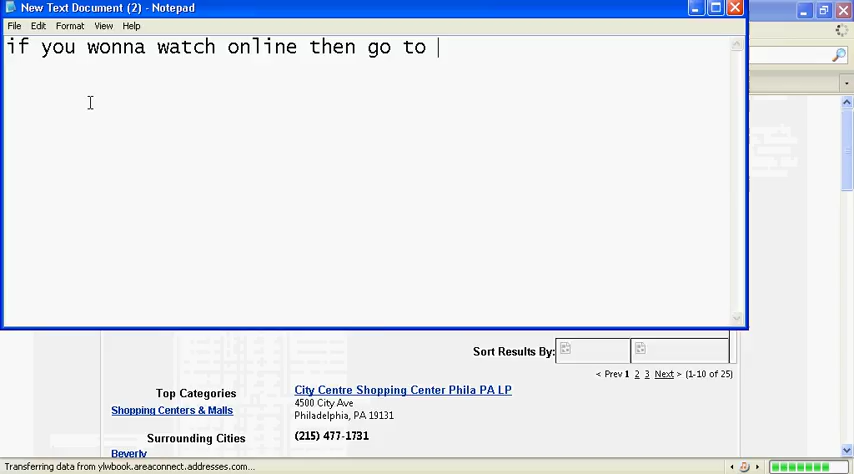 New Text Document (2) - Notepad
File Edit Format View Help
if you wonna watch online then go to
Sort Results By:
< Prev 1 2 3 Next > (1-10 of 25)
Top Categories
Shopping Centers & Malls
Surrounding Cities
Beverly
City Centre Shopping Center Phila PA LP
4500 City Ave
Philadelphia, PA 19131
(215) 477-1731
Transferring data from ylwbook.areaconnect.addresses.com...